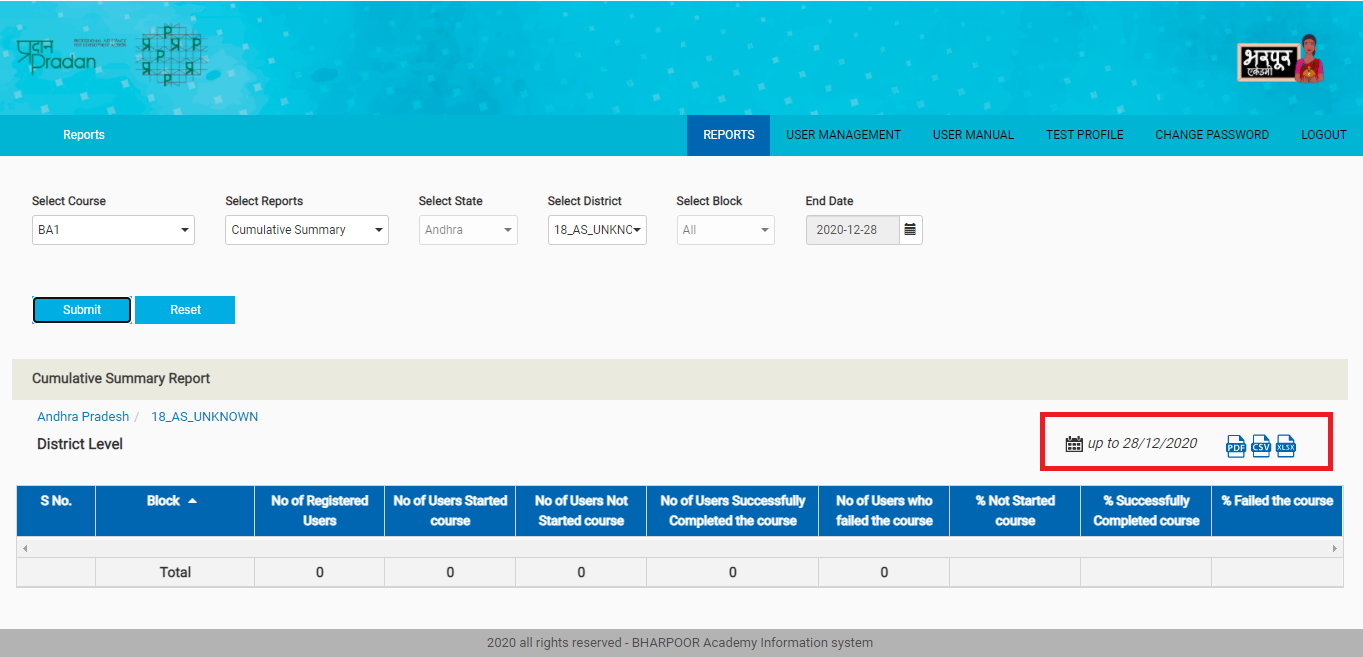 प्रदान
Pradan
प्र P प्र P
P
प्र P प्र
P
भरपूर
एकेडमी
Reports
REPORTS USER MANAGEMENT USER MANUAL TEST PROFILE CHANGE PASSWORD LOGOUT
Select Course Select Reports Select State Select District Select Block End Date
BA1 Cumulative Summary Andhra 18_AS_UNKNO All 2020-12-28
Submit Reset
Cumulative Summary Report
Andhra Pradesh / 18_AS_UNKNOWN
District Level
up to 28/12/2020 PDF CSV XLSX
S No. Block No of Registered Users No of Users Started course No of Users Not Started course No of Users Successfully Completed the course No of Users who failed the course % Not Started course % Successfully Completed course % Failed the course
Total 0 0 0 0 0
2020 all rights reserved - BHARPOOR Academy Information system